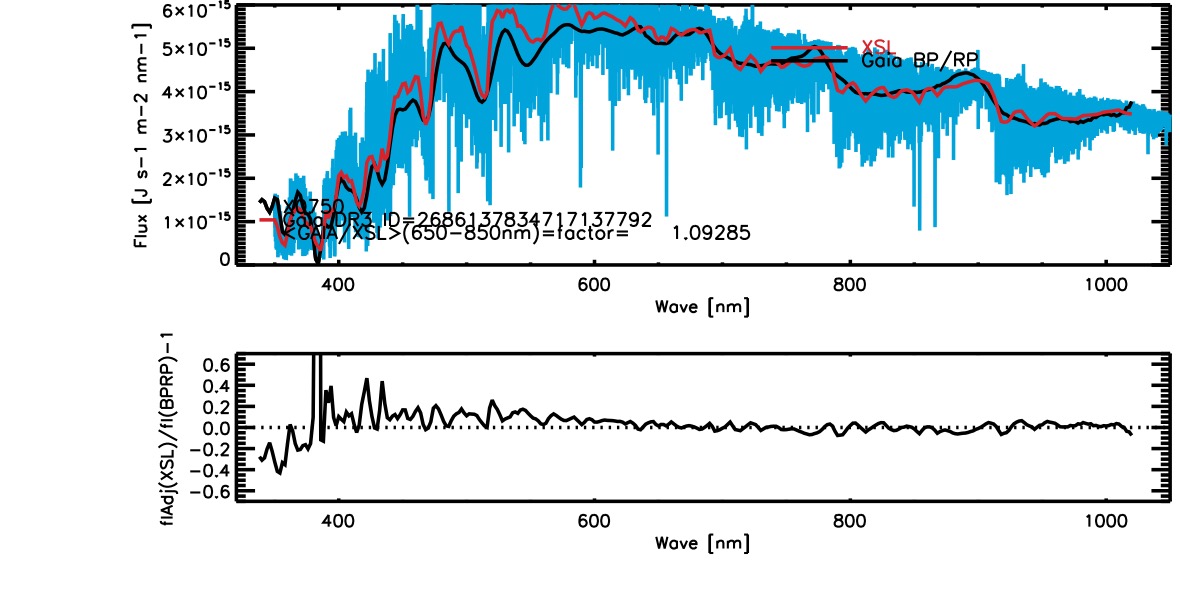 6×10⁻¹⁵
5×10⁻¹⁵
4×10⁻¹⁵
3×10⁻¹⁵
2×10⁻¹⁵
1×10⁻¹⁵
0
Flux [J s−1 m−2 nm−1]
XSL
Gaia BP/RP
X0750
Gaia DR3 ID=2686137834717137792
<GAIA/XSL>(650−850nm)=factor= 1.09285
400 600 800 1000
Wave [nm]
0.6
0.4
0.2
0.0
−0.2
−0.4
−0.6
flAdj(XSL)/fl(BPRP)−1
400 600 800 1000
Wave [nm]